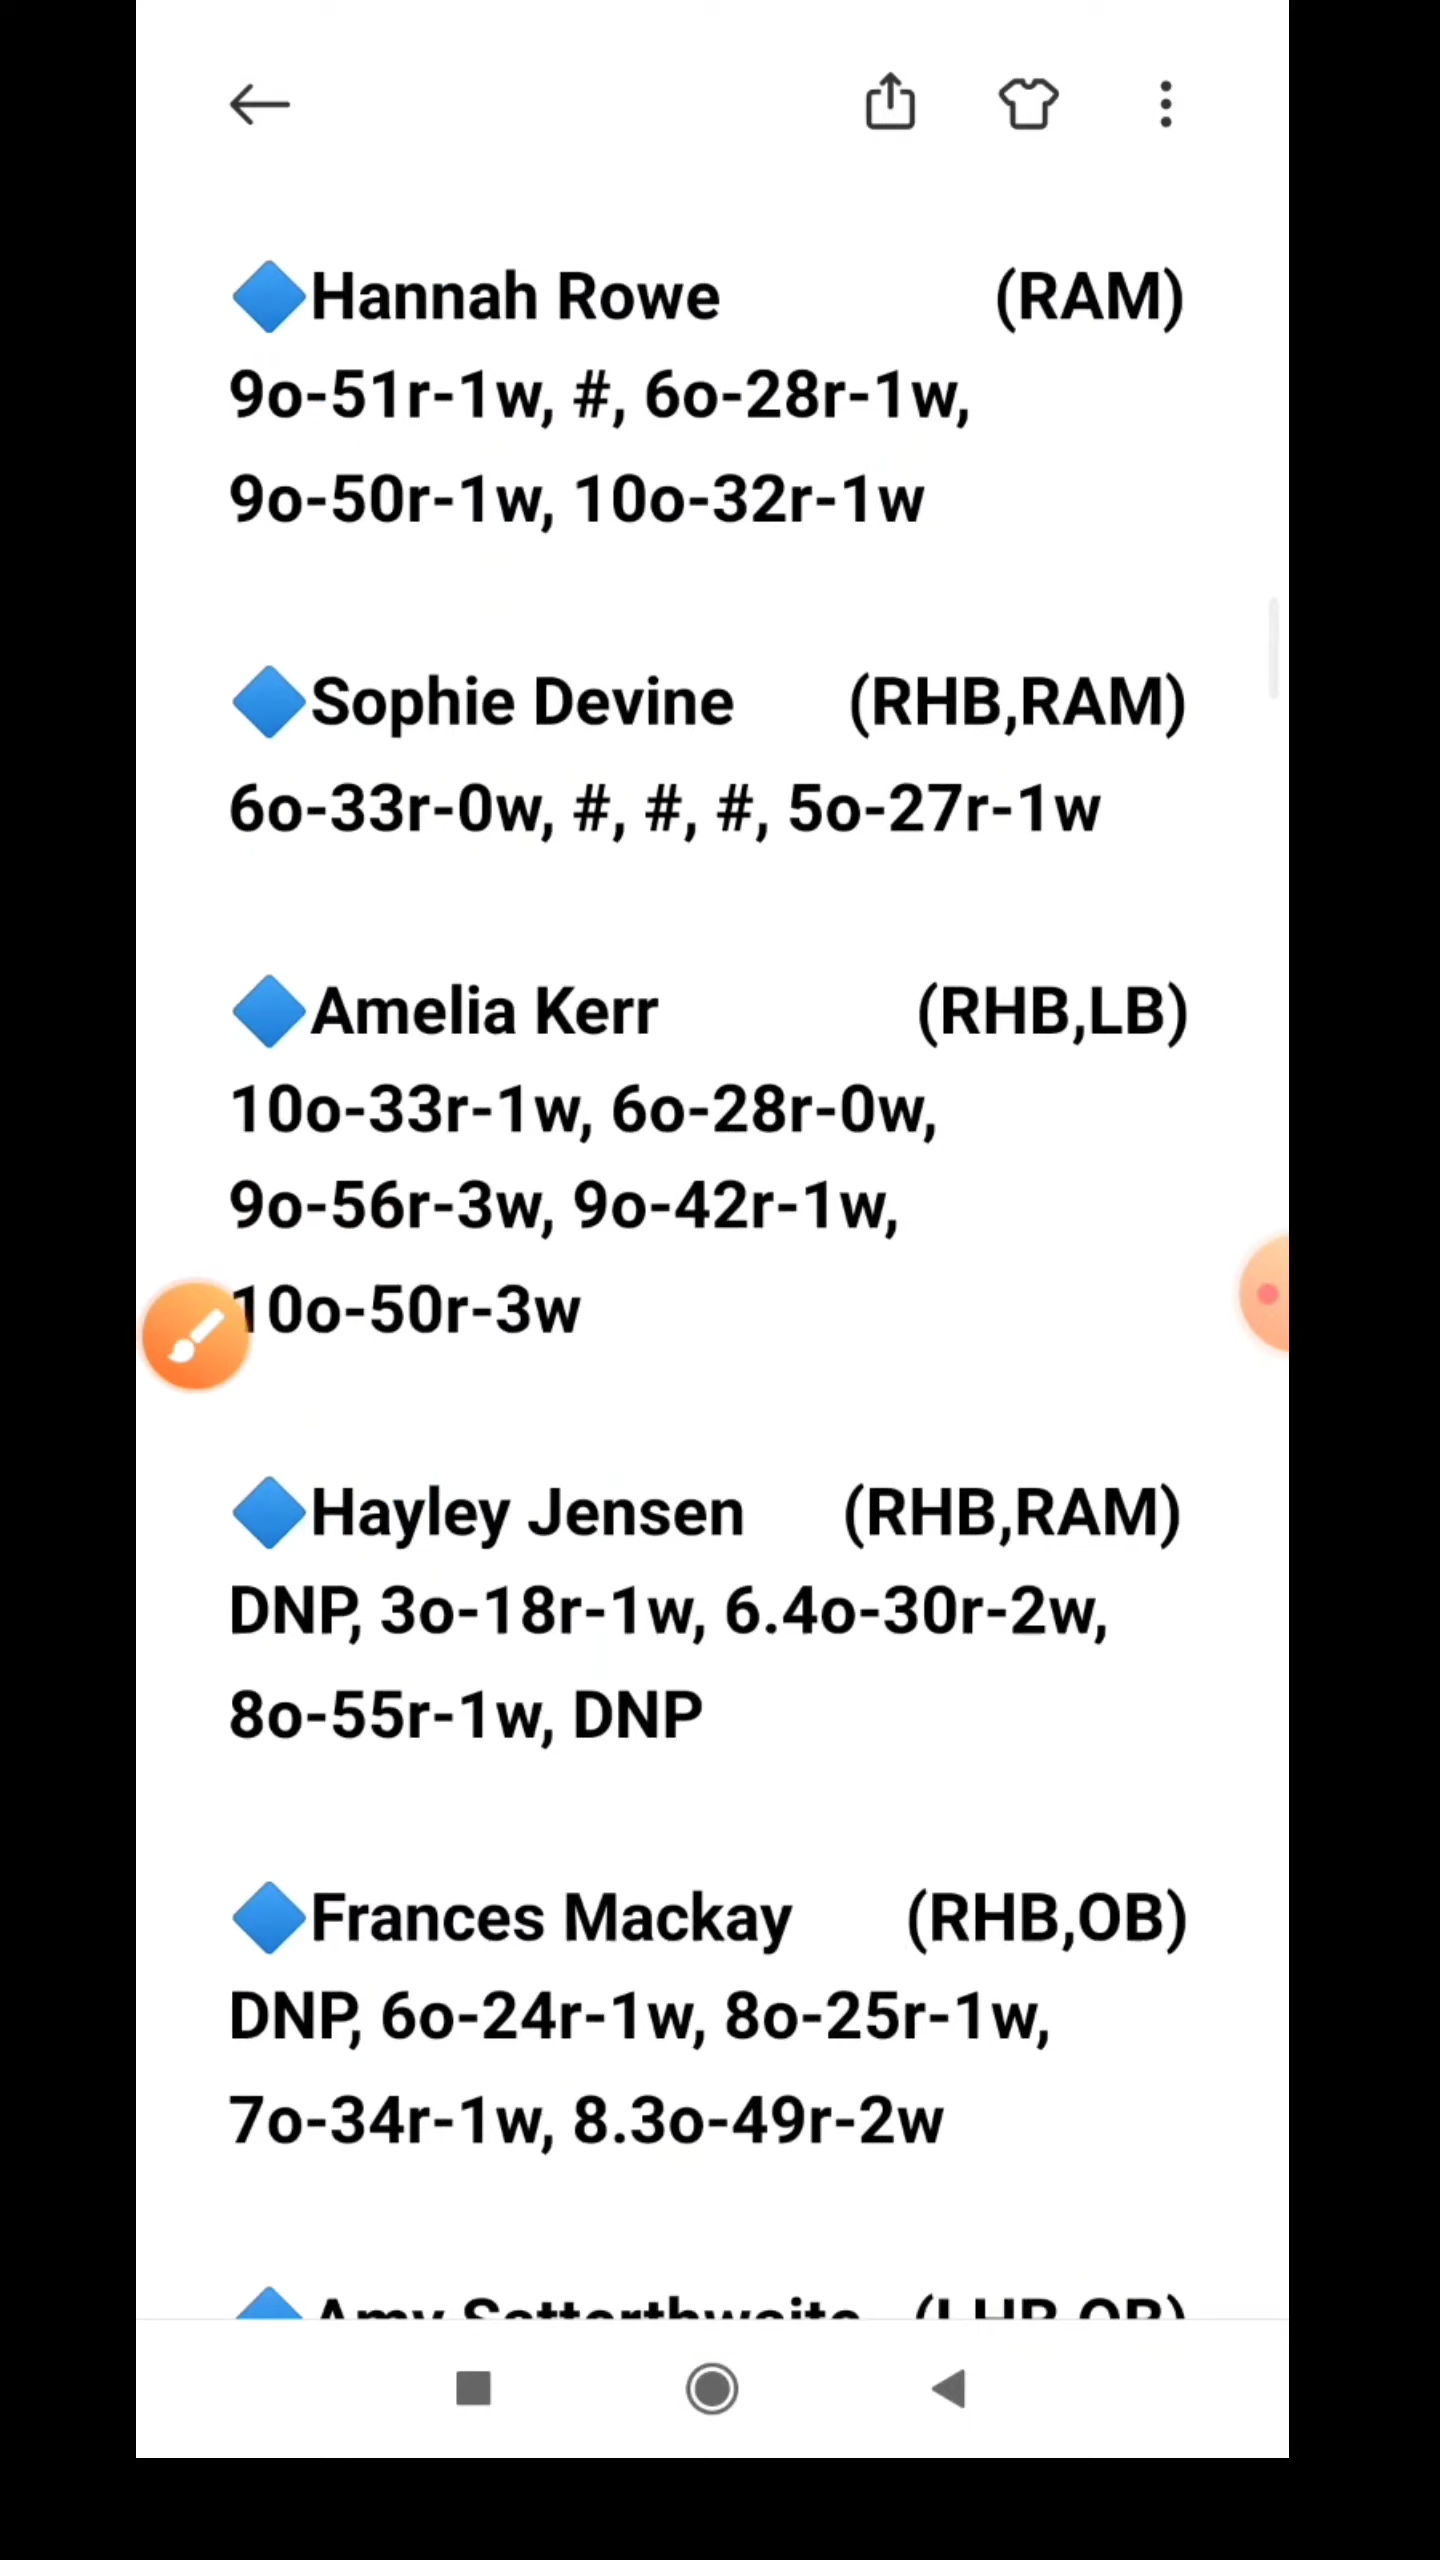 🔷Hannah Rowe (RAM)
9o-51r-1w, #, 6o-28r-1w,
9o-50r-1w, 10o-32r-1w
🔷Sophie Devine (RHB,RAM)
6o-33r-0w, #, #, #, 5o-27r-1w
🔷Amelia Kerr (RHB,LB)
10o-33r-1w, 6o-28r-0w,
9o-56r-3w, 9o-42r-1w,
10o-50r-3w
🔷Hayley Jensen (RHB,RAM)
DNP, 3o-18r-1w, 6.4o-30r-2w,
8o-55r-1w, DNP
🔷Frances Mackay (RHB,OB)
DNP, 6o-24r-1w, 8o-25r-1w,
7o-34r-1w, 8.3o-49r-2w
🔷Amy Satterthwaite (LHB,OB)